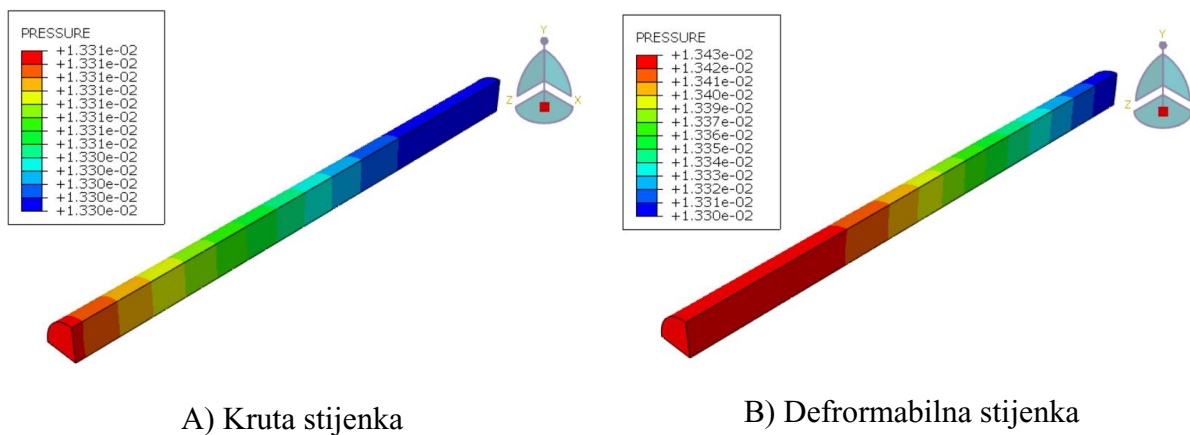 PRESSURE
+1.331e-02
+1.331e-02
+1.331e-02
+1.331e-02
+1.331e-02
+1.331e-02
+1.331e-02
+1.331e-02
+1.330e-02
+1.330e-02
+1.330e-02
+1.330e-02
+1.330e-02
Y
Z
X
A) Kruta stijenka
PRESSURE
+1.343e-02
+1.342e-02
+1.341e-02
+1.340e-02
+1.339e-02
+1.337e-02
+1.336e-02
+1.335e-02
+1.334e-02
+1.333e-02
+1.332e-02
+1.331e-02
+1.330e-02
Y
Z
B) Defrormabilna stijenka